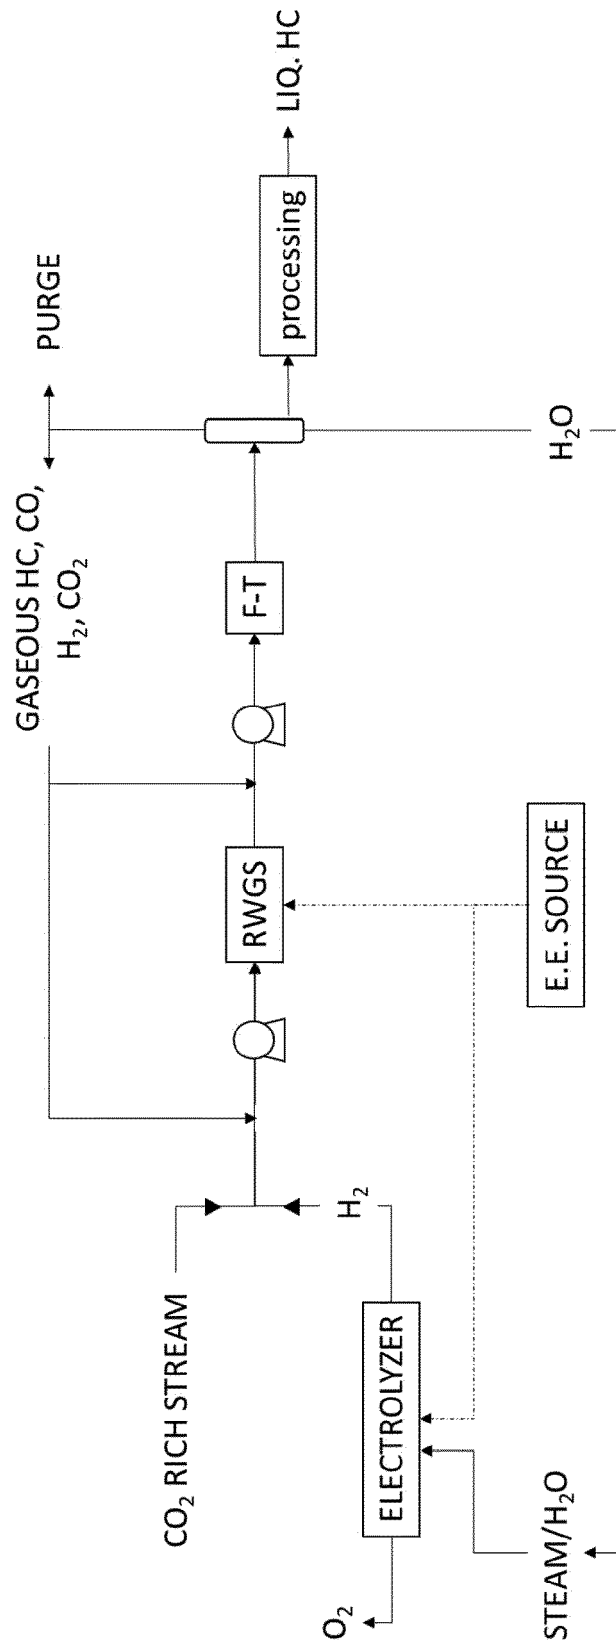 O₂
STEAM/H₂O
ELECTROLYZER
CO₂ RICH STREAM
H₂
RWGS
E.E. SOURCE
F-T
GASEOUS HC, CO,
H₂, CO₂
PURGE
H₂O
processing
LIQ. HC